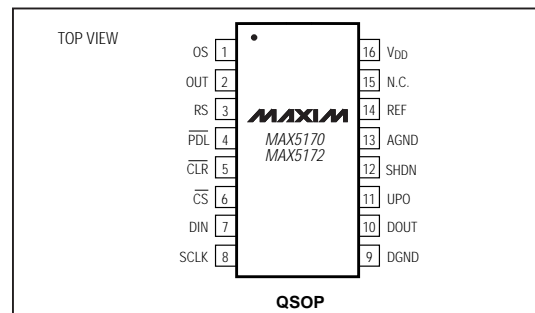 TOP VIEW
OS 1 16 VDD
OUT 2 15 N.C.
RS 3 14 REF
MAXIM
PDL 4 MAX5170 13 AGND
MAX5172
CLR 5 12 SHDN
CS 6 11 UPO
DIN 7 10 DOUT
SCLK 8 9 DGND
QSOP